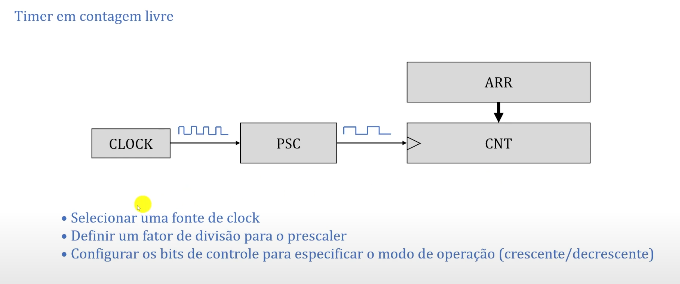 Timer em contagem livre
ARR
CLOCK
PSC
CNT
• Selecionar uma fonte de clock
• Definir um fator de divisão para o prescaler
• Configurar os bits de controle para especificar o modo de operação (crescente/decrescente)